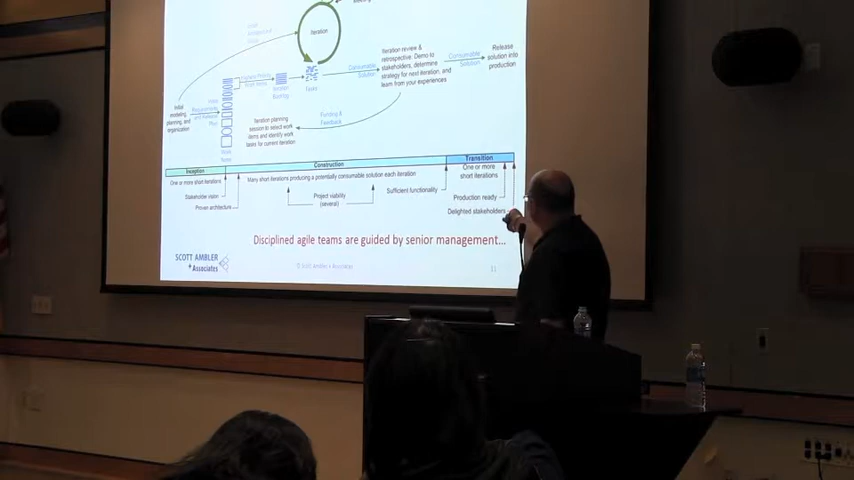 Iteration
Iteration review &
retrospective: Demo to
stakeholders, determine
strategy for next iteration, and
learn from your experiences
Release
solution into
production
Consumable
Solution
Consumable
Solution
Tasks
Initial
modeling,
planning, and
organization
Iteration planning
session to select work
items and identify work
tasks for current iteration
Funding &
Feedback
Inception
Construction
Transition
One or more short iterations
Many short iterations producing a potentially consumable solution each iteration
One or more
short iterations
Stakeholder vision
Proven architecture
Project viability
(several)
Sufficient functionality
Production ready
Delighted stakeholders
Disciplined agile teams are guided by senior management...
SCOTT AMBLER
+ Associates